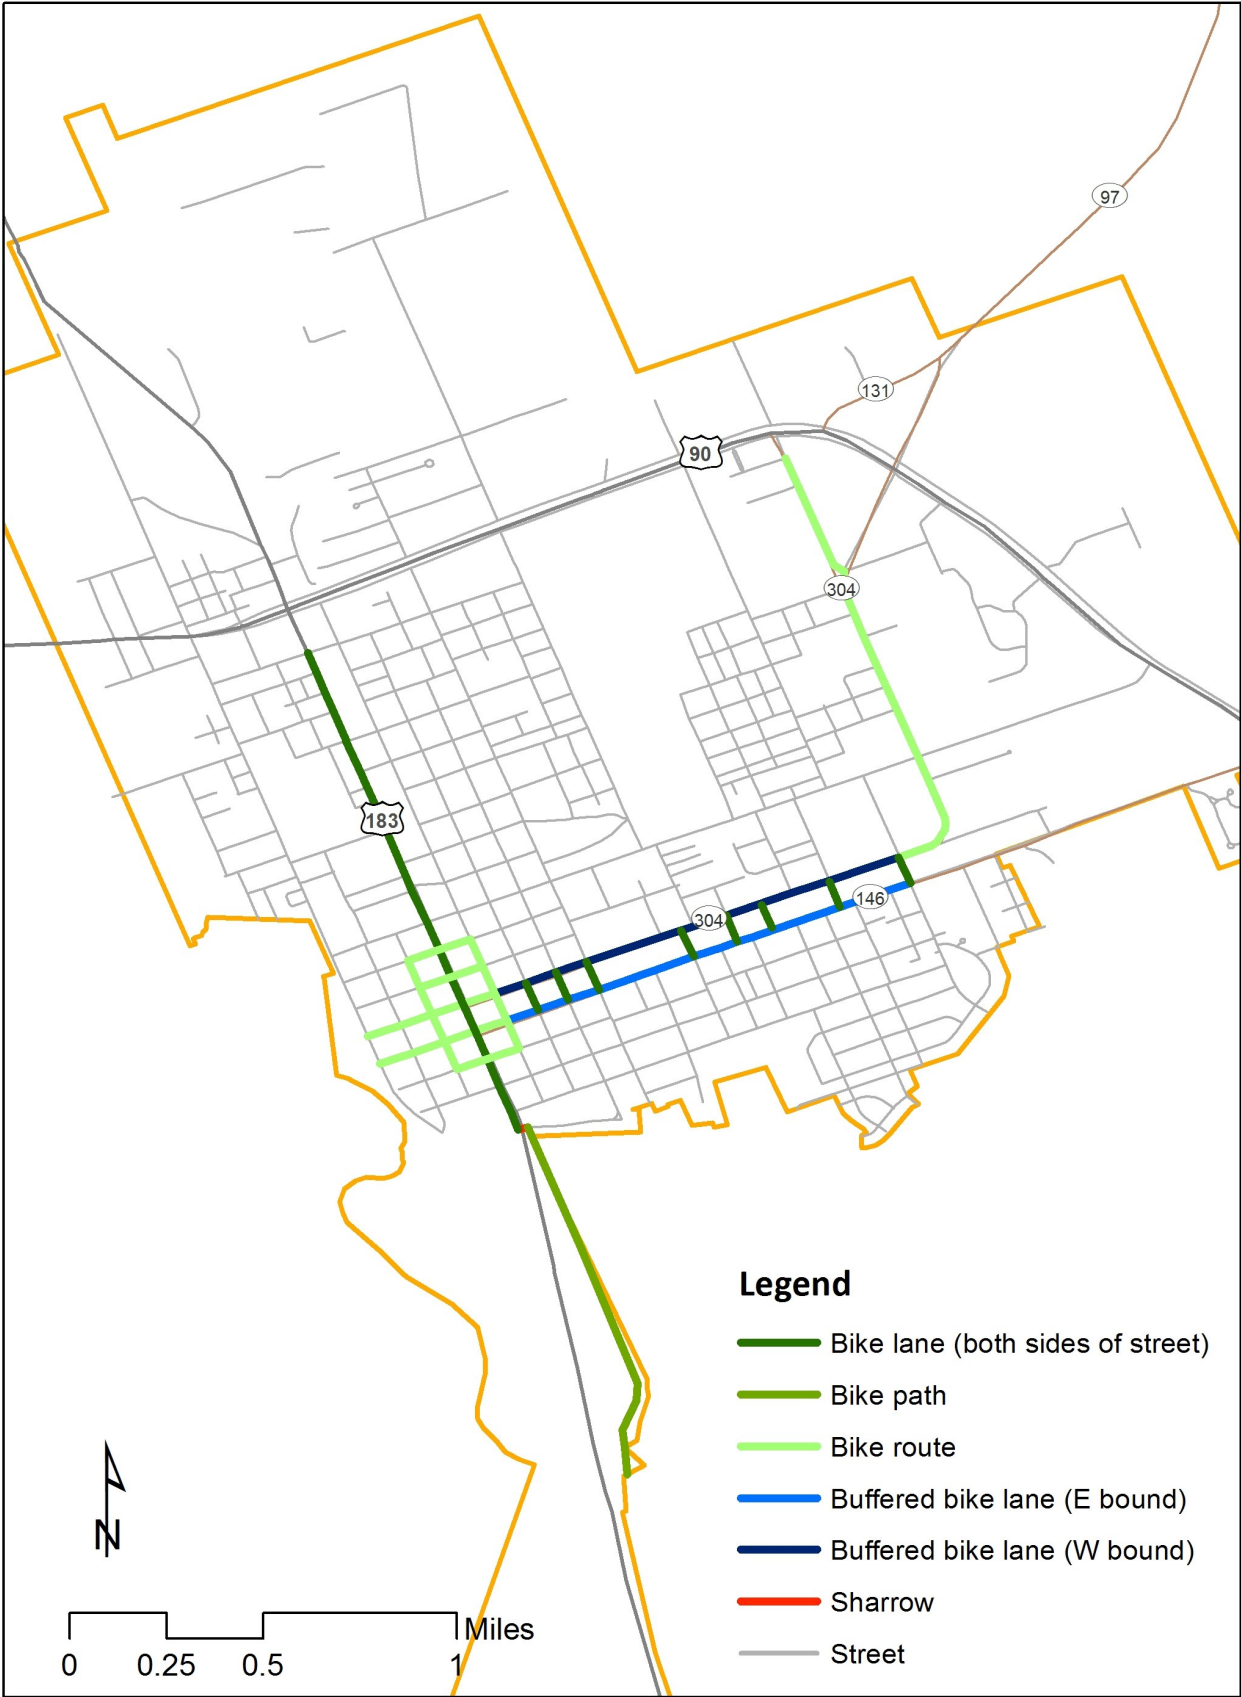 97
131
90
304
183
146
304
Legend
Bike lane (both sides of street)
Bike path
Bike route
Buffered bike lane (E bound)
Buffered bike lane (W bound)
Sharrow
Street
N
Miles
0 0.25 0.5 1